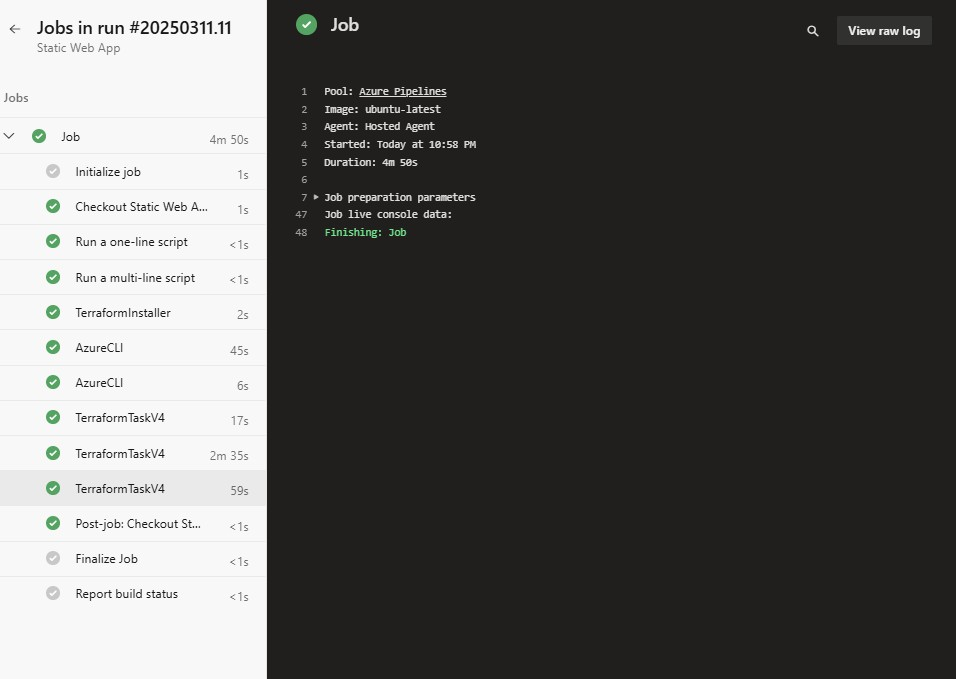 Jobs in run #20250311.11
Static Web App
Jobs
Job 4m 50s
Initialize job 1s
Checkout Static Web A... 1s
Run a one-line script <1s
Run a multi-line script <1s
TerraformInstaller 2s
AzureCLI 45s
AzureCLI 6s
TerraformTaskV4 17s
TerraformTaskV4 2m 35s
TerraformTaskV4 59s
Post-job: Checkout St... <1s
Finalize Job <1s
Report build status <1s
Job
View raw log
1 Pool: Azure Pipelines
2 Image: ubuntu-latest
3 Agent: Hosted Agent
4 Started: Today at 10:58 PM
5 Duration: 4m 50s
6
7 Job preparation parameters
47 Job live console data:
48 Finishing: Job